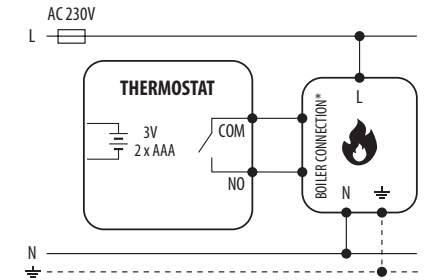 AC 230V
L
THERMOSTAT
3V
2 x AAA
COM
NO
BOILER CONNECTION*
L
N
N